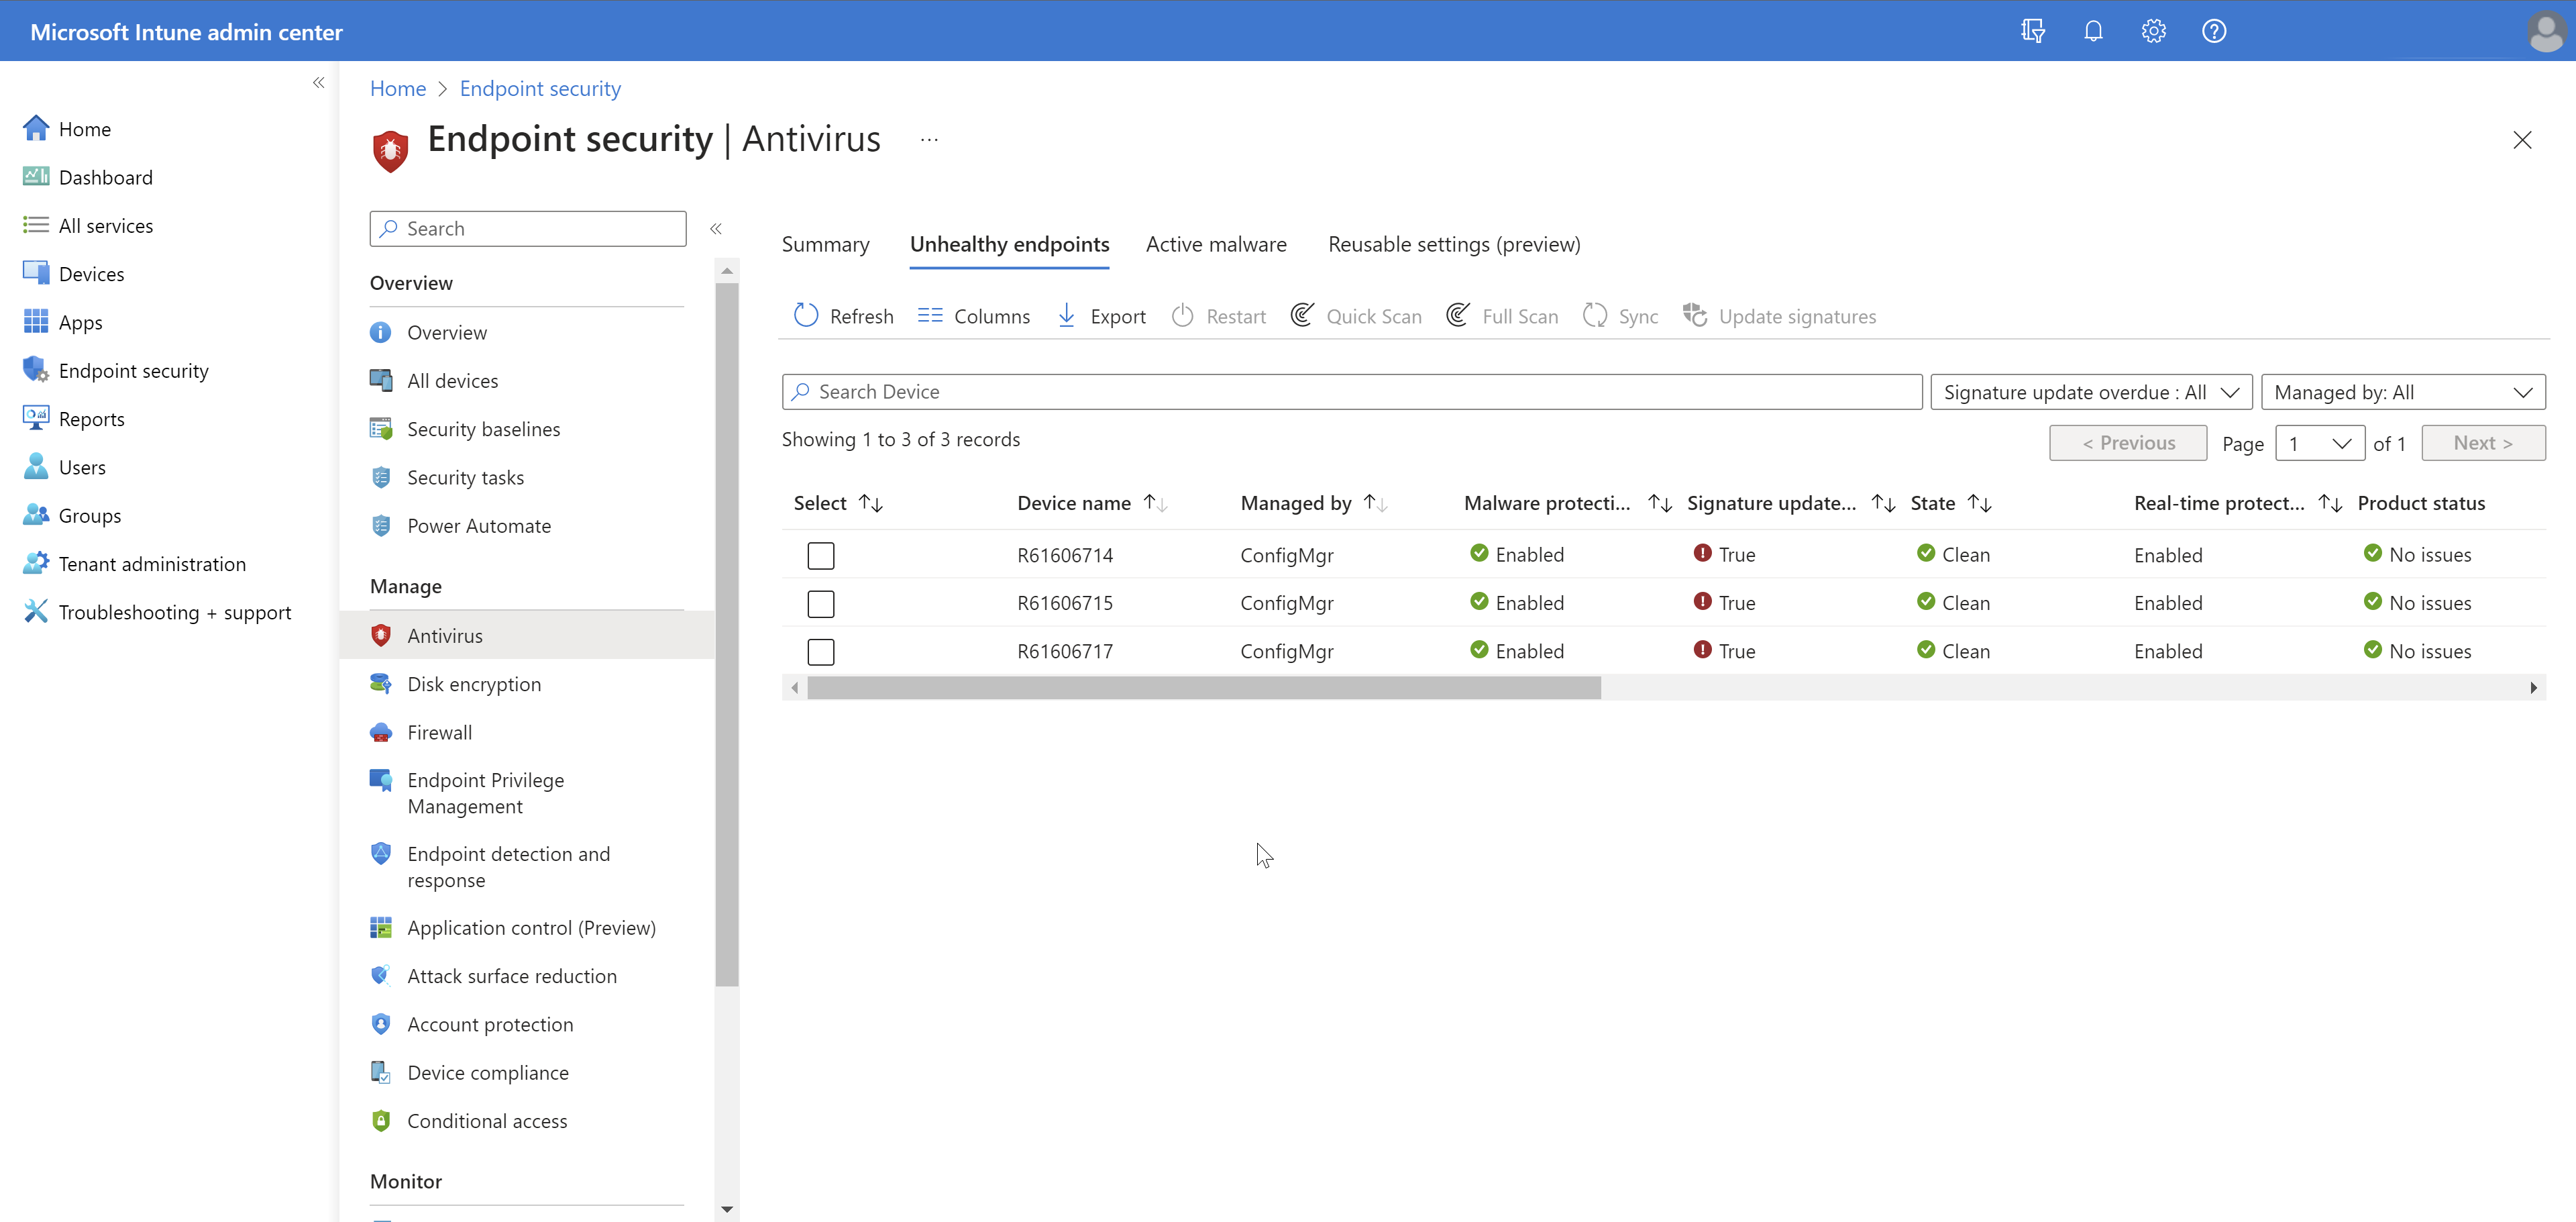 Microsoft Intune admin center
Home
Dashboard
All services
Devices
Apps
Endpoint security
Reports
Users
Groups
Tenant administration
Troubleshooting + support
Home > Endpoint security
Endpoint security | Antivirus ...
Search
Overview
Overview
All devices
Security baselines
Security tasks
Power Automate
Manage
Antivirus
Disk encryption
Firewall
Endpoint Privilege
Management
Endpoint detection and
response
Application control (Preview)
Attack surface reduction
Account protection
Device compliance
Conditional access
Monitor
Summary Unhealthy endpoints Active malware Reusable settings (preview)
Refresh Columns Export Restart Quick Scan Full Scan Sync Update signatures
Search Device Signature update overdue : All Managed by: All
Showing 1 to 3 of 3 records
< Previous Page 1 of 1 Next >
Select Device name Managed by Malware protecti... Signature update... State Real-time protect... Product status
R61606714 ConfigMgr Enabled True Clean Enabled No issues
R61606715 ConfigMgr Enabled True Clean Enabled No issues
R61606717 ConfigMgr Enabled True Clean Enabled No issues